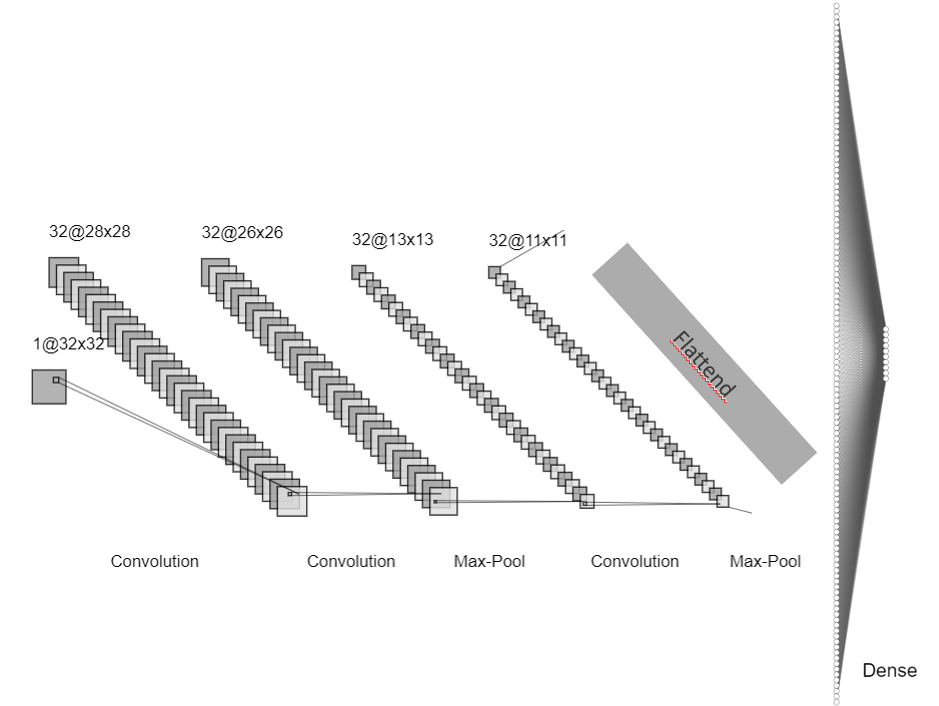 32@28x28
32@26x26
32@13x13
32@11x11
1@32x32
Flattend
Convolution
Convolution
Max-Pool
Convolution
Max-Pool
Dense